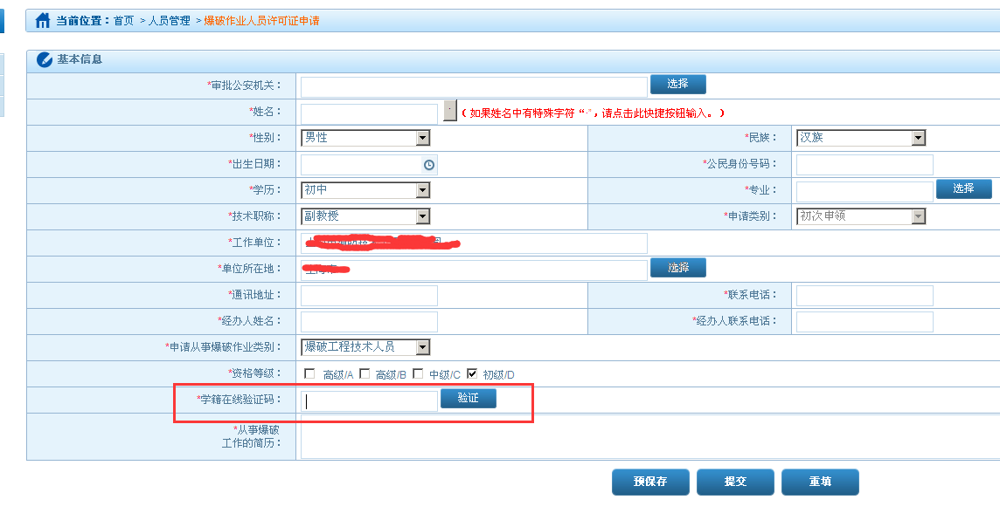 当前位置：首页 >人员管理 >爆破作业人员许可证申请
基本信息
*审批公安机关： 选择
*姓名： · （如果姓名中有特殊字符“·”，请点击此快捷按钮输入。）
*性别： 男性 *民族： 汉族
*出生日期： *公民身份号码：
*学历： 初中 *专业： 选择
*技术职称： 副教授 *申请类别： 初次申领
*工作单位：
*单位所在地： 选择
*通讯地址： *联系电话：
*经办人姓名： *经办人联系电话：
*申请从事爆破作业类别： 爆破工程技术人员
*资格等级： 高级/A 高级/B 中级/C 初级/D
*学籍在线验证码： 验证
*从事爆破
工作的简历：
预保存 提交 重填